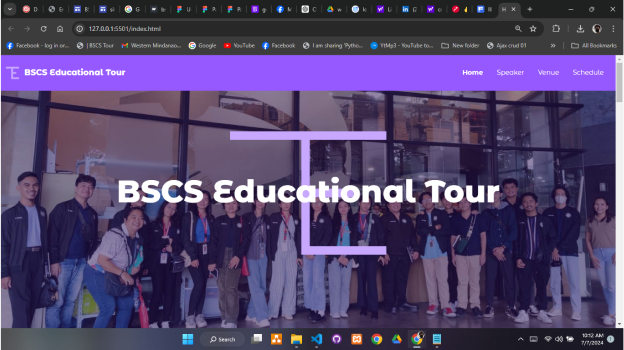 127.0.0.1:5501/index.html
Facebook - log in or...
| BSCS Tour
Western Mindanao...
Google
YouTube
Facebook
I am sharing 'Pytho...
YtMp3 - YouTube to...
New folder
Ajax crud 01
All Bookmarks
BSCS Educational Tour
Home
Speaker
Venue
Schedule
BSCS Educational Tour
Search
10:12 AM
7/7/2024